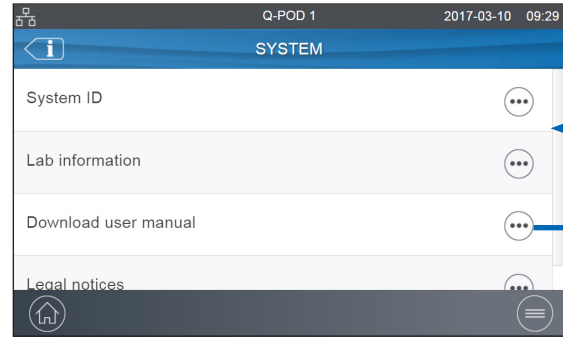 Q-POD 1
2017-03-10 09:29
i
SYSTEM
System ID
Lab information
Download user manual
Legal notices